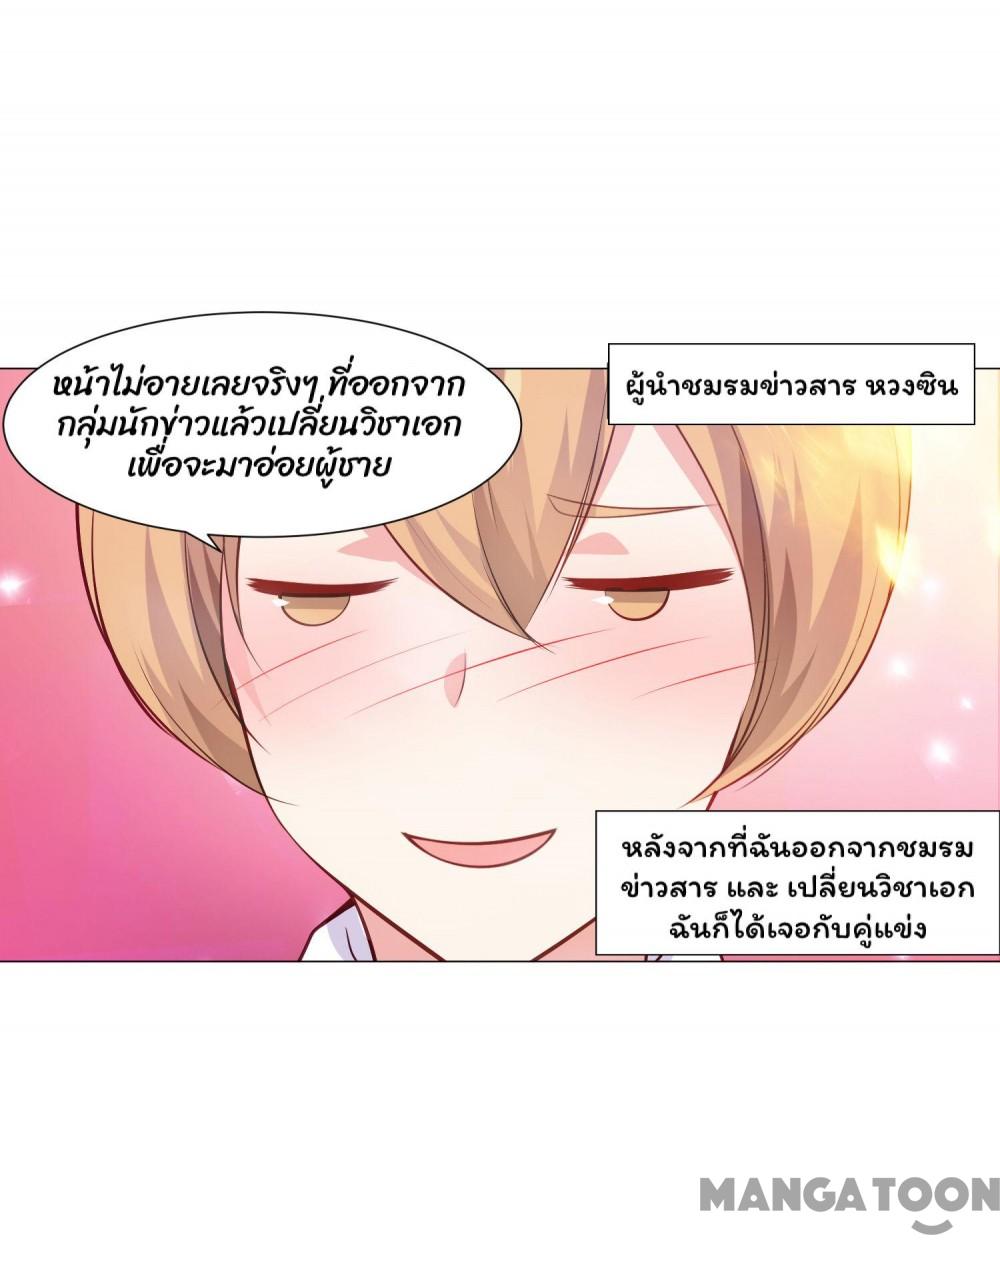 หน้าไม่อายเลยจริงๆ ที่ออกจาก
กลุ่มนักข่าวแล้วเปลี่ยนวิชาเอก
เพื่อจะมาอ่อยผู้ชาย
ผู้นำชมรมข่าวสาร หวงซิน
หลังจากที่ฉันออกจากชมรม
ข่าวสาร และ เปลี่ยนวิชาเอก
ฉันก็ได้เจอกับคู่แข่ง
MANGATOON